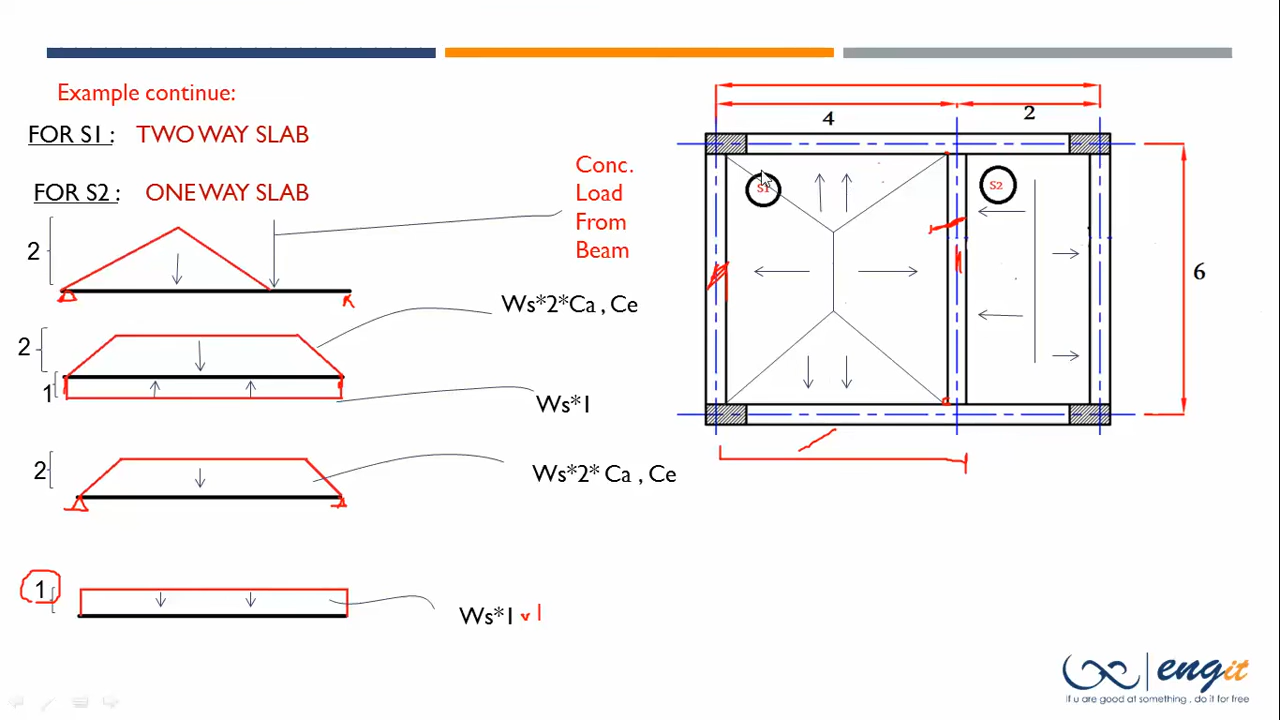 Example continue:
FOR S1 : TWO WAY SLAB
FOR S2 : ONE WAY SLAB
2
Conc.
Load
From
Beam
2
1
Ws*2*Ca , Ce
Ws*1
2
Ws*2* Ca , Ce
1
Ws*1 v 1
4
2
S1
S2
6
engit
if u are good at something , do it for free